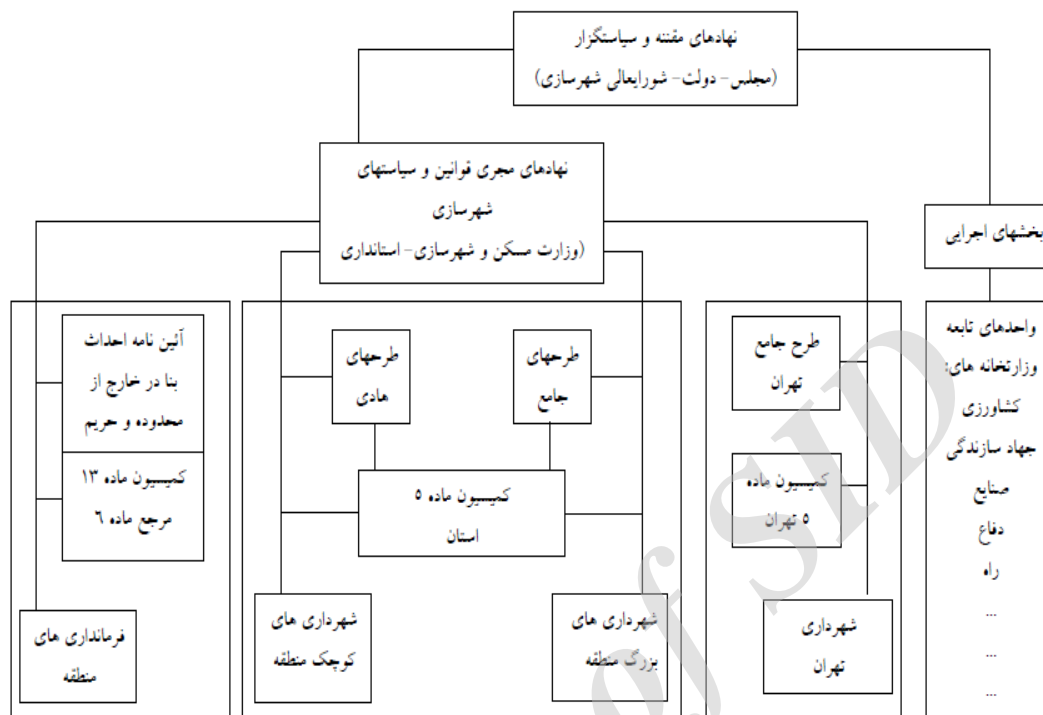 نهادهای مقننه و سیاستگزار
(مجلس- دولت- شورایعالی شهرسازی)
نهادهای مجری قوانین و سیاستهای
شهرسازی
(وزارت مسکن و شهرسازی- استانداری
بخشهای اجرایی
واحدهای تابعه
وزارتخانه های:
کشاورزی
جهاد سازندگی
صنایع
دفاع
راه
...
...
...
طرح جامع
تهران
کمیسیون ماده
۵ تهران
شهرداری
تهران
طرحهای
جامع
طرحهای
هادی
کمیسیون ماده ۵
استان
شهرداری های
بزرگ منطقه
شهرداری های
کوچک منطقه
آئین نامه احداث
بنا در خارج از
محدوده و حریم
کمیسیون ماده ۱۳
مرجع ماده ۶
فرمانداری های
منطقه
of SID